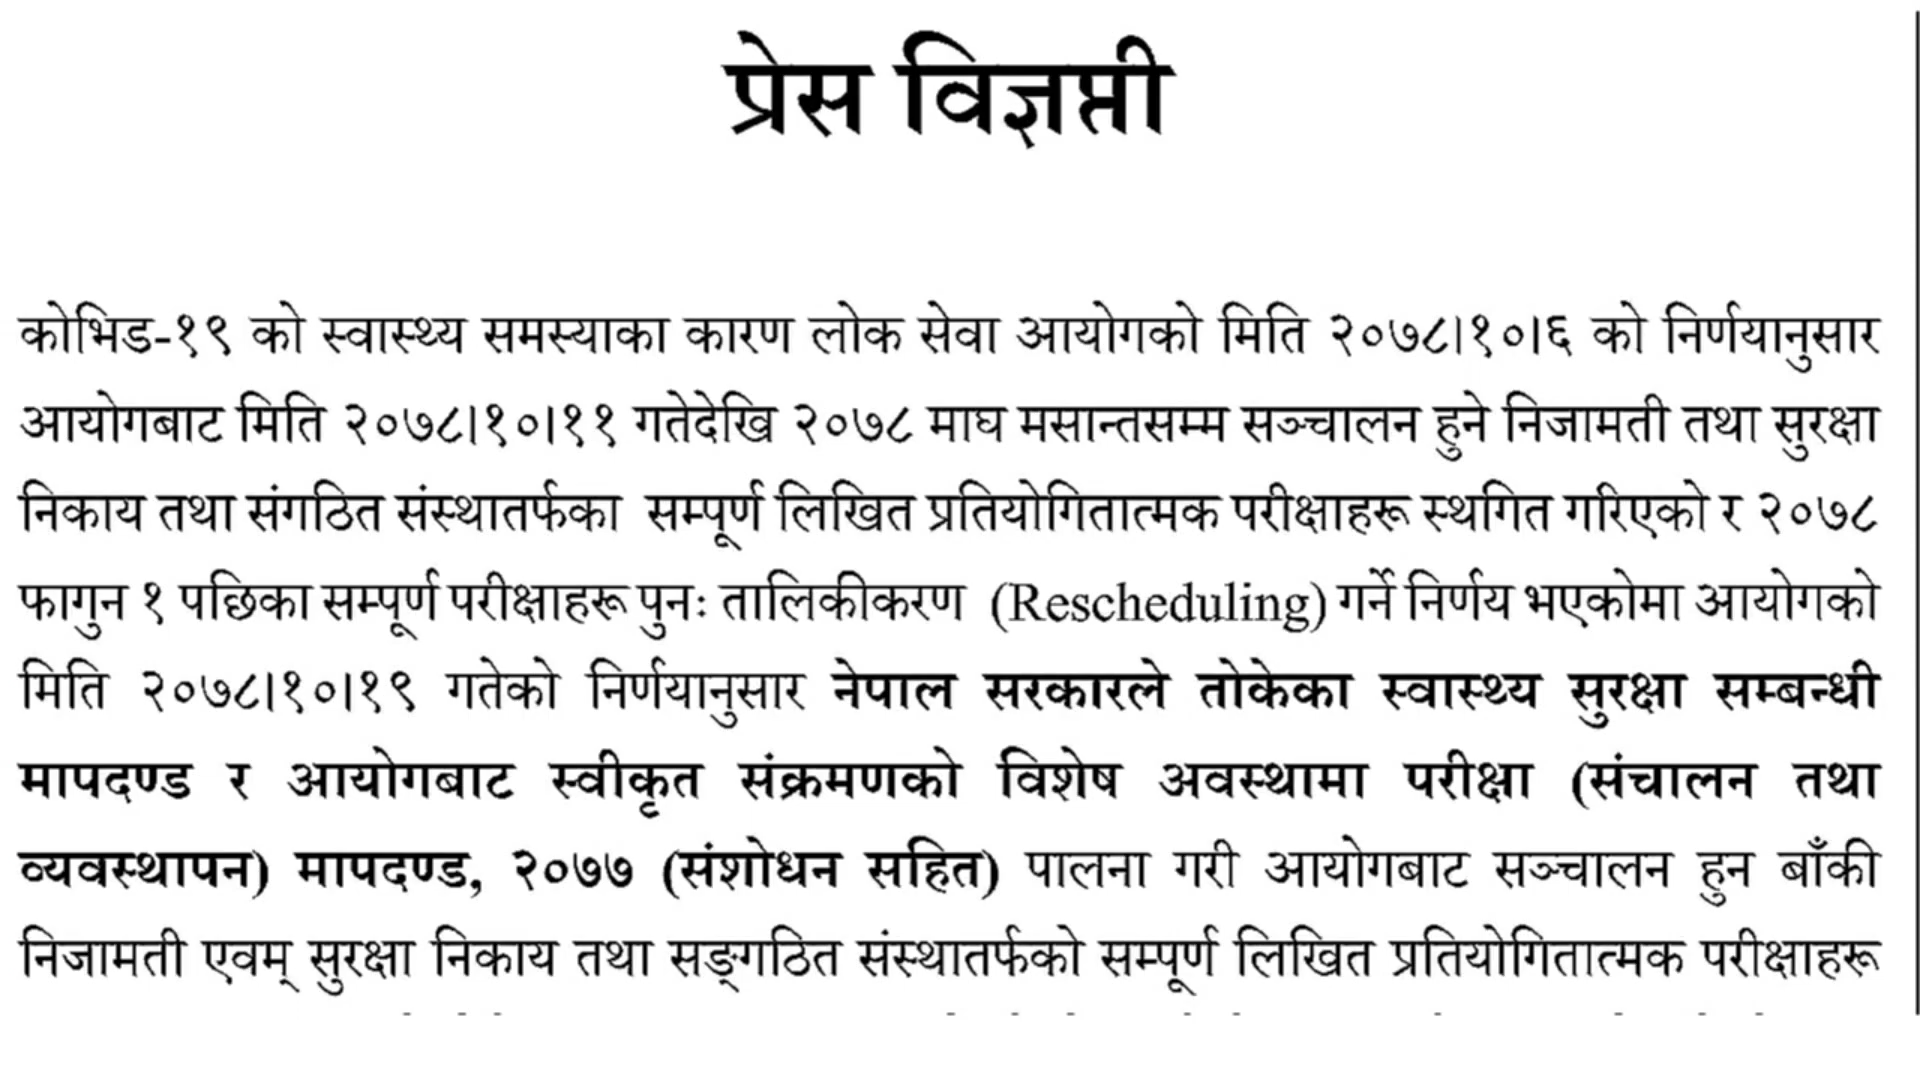 प्रेस विज्ञप्ती
कोभिड-१९ को स्वास्थ्य समस्याका कारण लोक सेवा आयोगको मिति २०७८।१०।६ को निर्णयानुसार
आयोगबाट मिति २०७८।१०।११ गतेदेखि २०७८ माघ मसान्तसम्म सञ्चालन हुने निजामती तथा सुरक्षा
निकाय तथा संगठित संस्थातर्फका सम्पूर्ण लिखित प्रतियोगितात्मक परीक्षाहरू स्थगित गरिएको र २०७८
फागुन १ पछिका सम्पूर्ण परीक्षाहरू पुनः तालिकीकरण (Rescheduling) गर्ने निर्णय भएकोमा आयोगको
मिति २०७८।१०।१९ गतेको निर्णयानुसार नेपाल सरकारले तोकेका स्वास्थ्य सुरक्षा सम्बन्धी
मापदण्ड र आयोगबाट स्वीकृत संक्रमणको विशेष अवस्थामा परीक्षा (संचालन तथा
व्यवस्थापन) मापदण्ड, २०७७ (संशोधन सहित) पालना गरी आयोगबाट सञ्चालन हुन बाँकी
निजामती एवम् सुरक्षा निकाय तथा सङ्गठित संस्थातर्फको सम्पूर्ण लिखित प्रतियोगितात्मक परीक्षाहरू